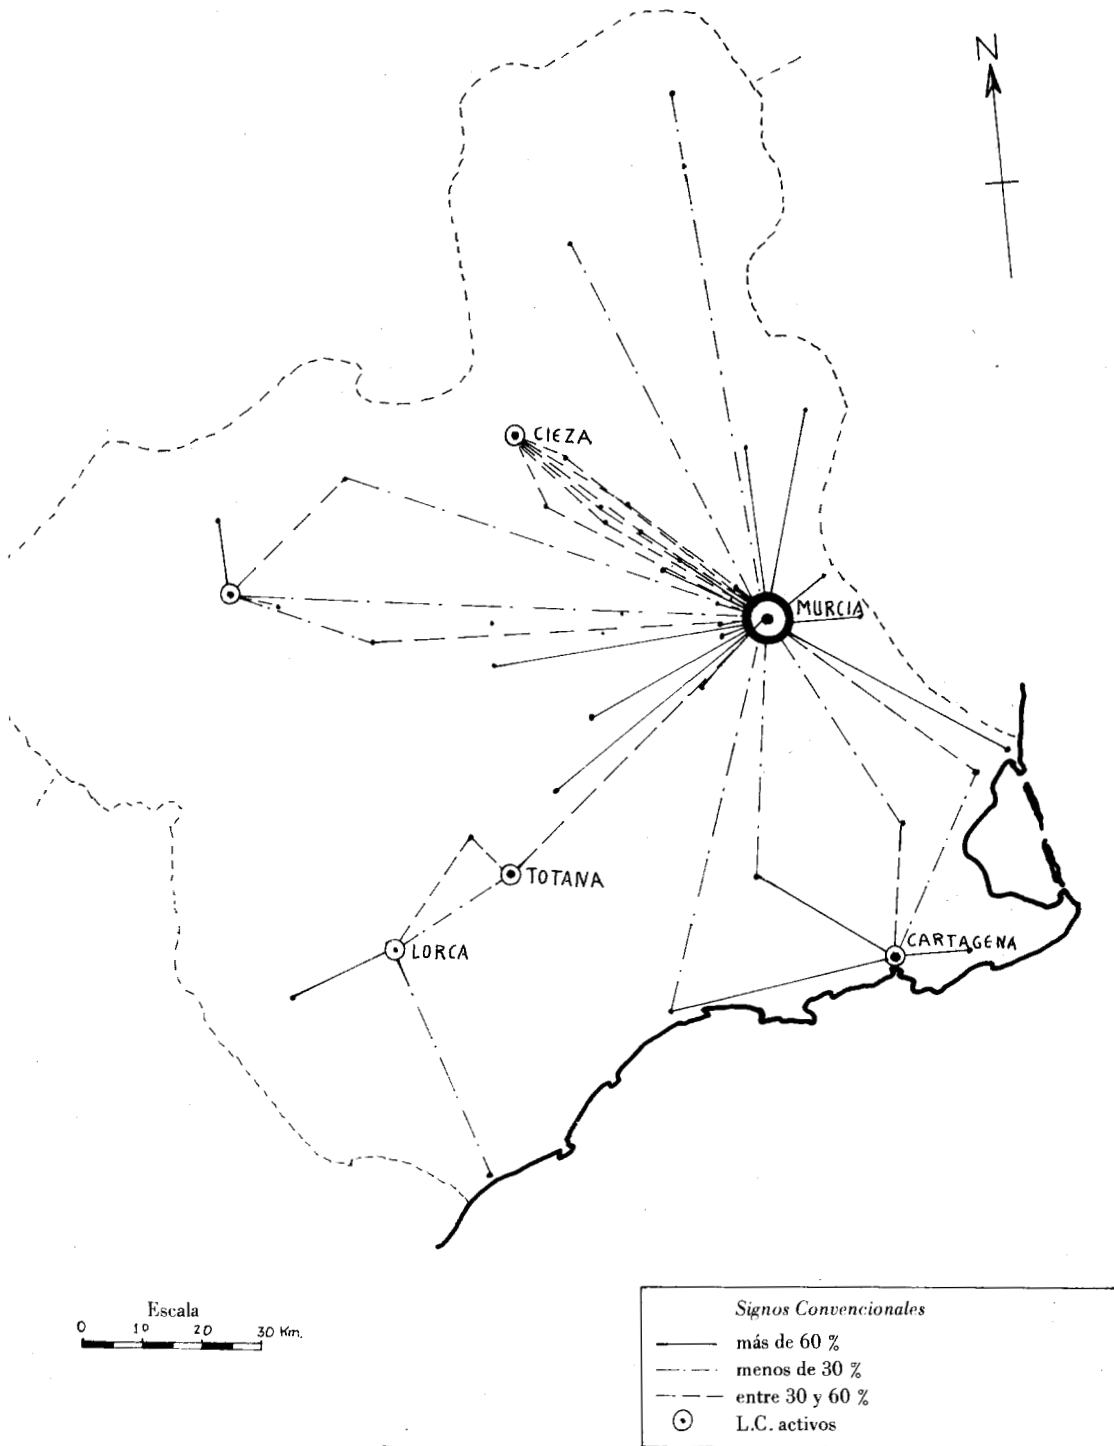 N
CIEZA
MURCIA
TOTANA
LORCA
CARTAGENA
Escala
0 10 20 30 Km.
Signos Convencionales
más de 60 %
menos de 30 %
entre 30 y 60 %
L.C. activos